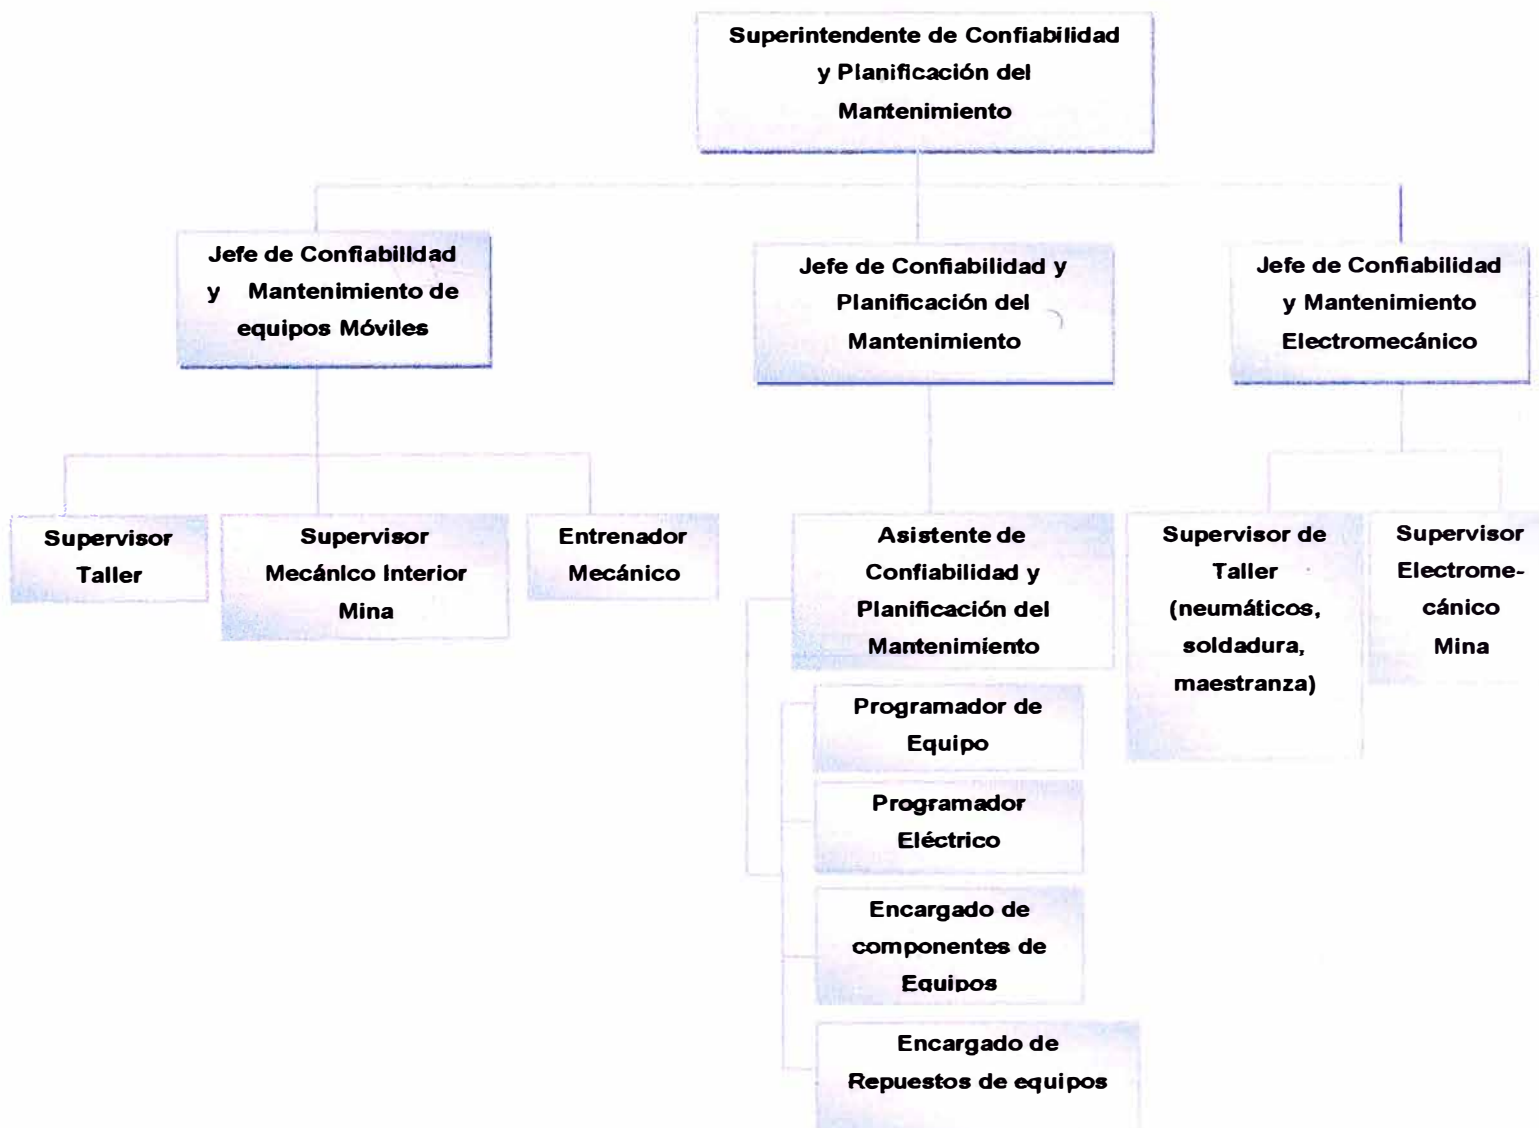 Superintendente de Confiabilidad
y Planificación del
Mantenimiento
Jefe de Confiabilidad
y Mantenimiento de
equipos Móviles
Jefe de Confiabilidad y
Planificación del
Mantenimiento
Jefe de Confiabilidad
y Mantenimiento
Electromecánico
Supervisor
Taller
Supervisor
Mecánico Interior
Mina
Entrenador
Mecánico
Asistente de
Confiabilidad y
Planificación del
Mantenimiento
Supervisor de
Taller
(neumáticos,
soldadura,
maestranza)
Supervisor
Electrome-
cánico
Mina
Programador de
Equipo
Programador
Eléctrico
Encargado de
componentes de
Equipos
Encargado de
Repuestos de equipos